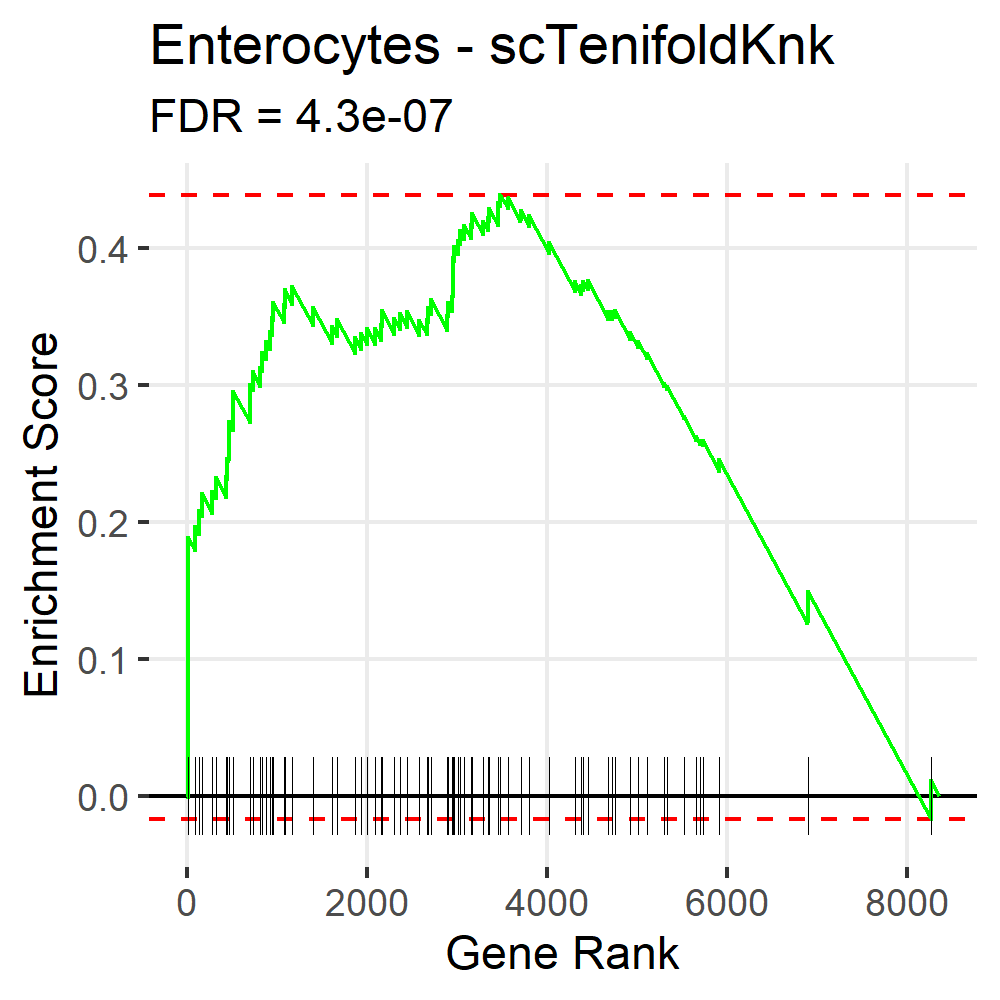 Enterocytes - scTenifoldKnk
FDR = 4.3e-07
Enrichment Score
0.4
0.3
0.2
0.1
0.0
0 2000 4000 6000 8000
Gene Rank